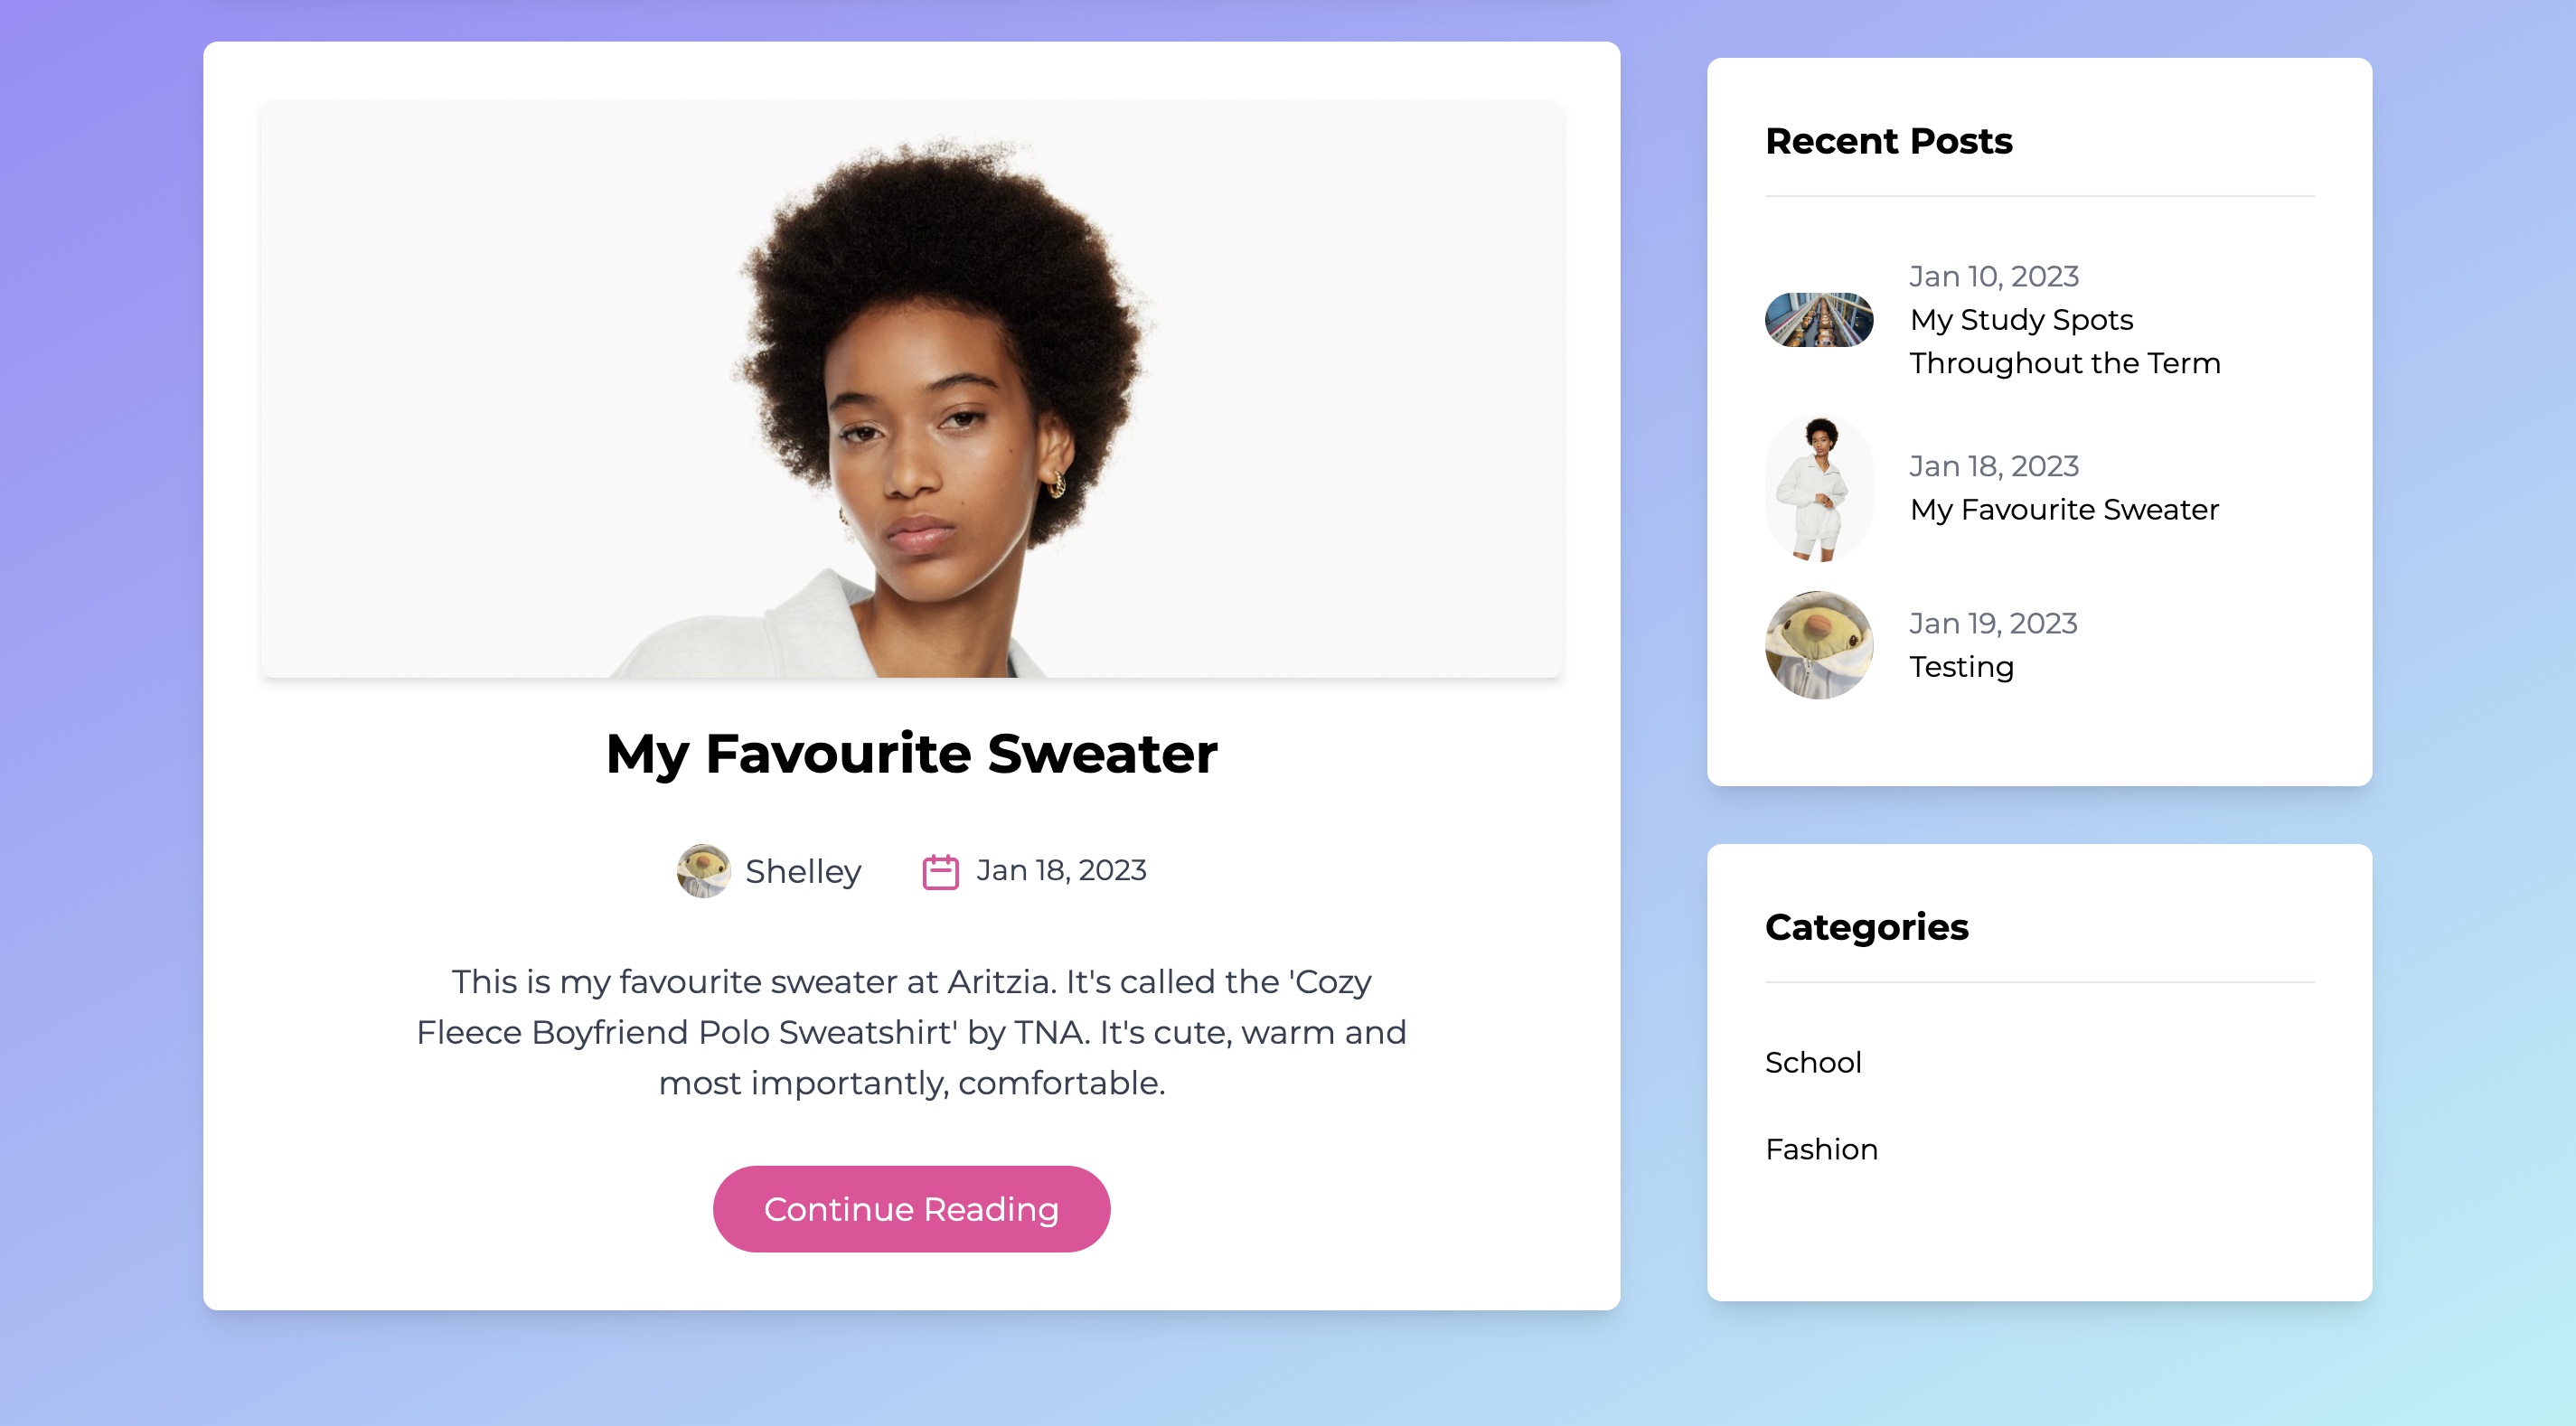 My Favourite Sweater
Shelley
Jan 18, 2023
This is my favourite sweater at Aritzia. It's called the 'Cozy
Fleece Boyfriend Polo Sweatshirt' by TNA. It's cute, warm and
most importantly, comfortable.
Continue Reading
Recent Posts
Jan 10, 2023
My Study Spots
Throughout the Term
Jan 18, 2023
My Favourite Sweater
Jan 19, 2023
Testing
Categories
School
Fashion